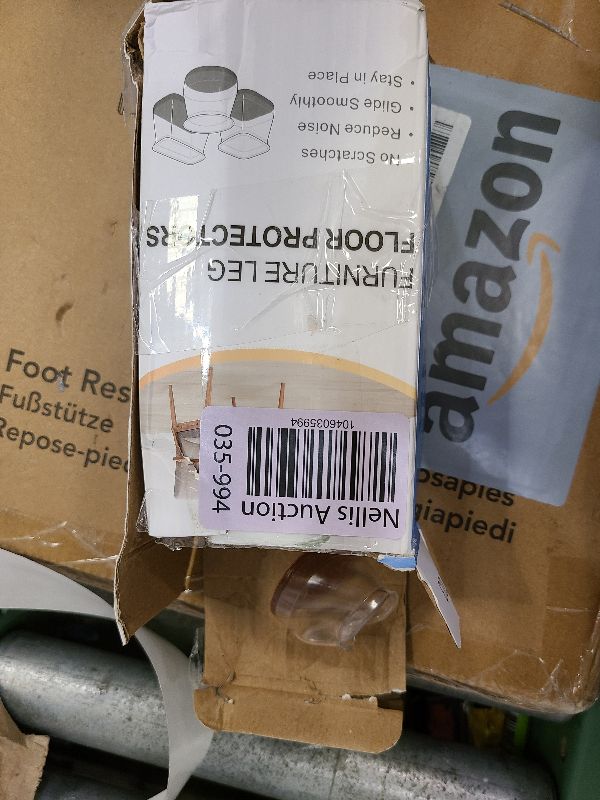 FURNITURE LEG
FLOOR PROTECTORS
No Scratches
• Reduce Noise
• Glide Smoothly
• Stay in Place
Nellis Auction
1046035994
035-994
amazon
Foot Res
Fußstütze
Repose-pied
osapiés
giapiedi